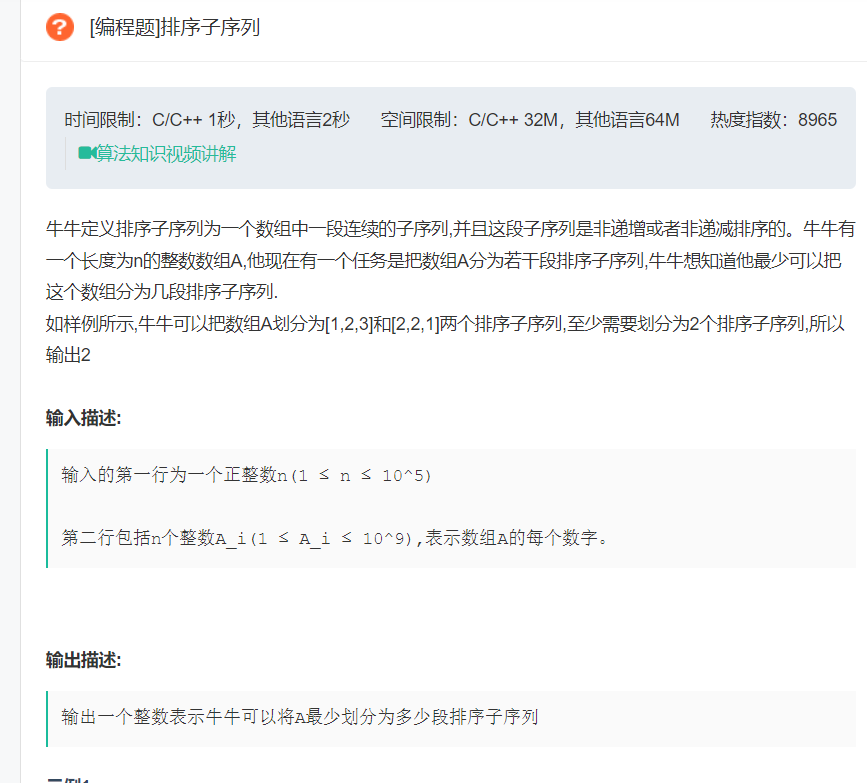 ?
[编程题]排序子序列
时间限制：C/C++ 1秒，其他语言2秒 空间限制：C/C++ 32M，其他语言64M 热度指数：8965
算法知识视频讲解
牛牛定义排序子序列为一个数组中一段连续的子序列,并且这段子序列是非递增或者非递减排序的。牛牛有
一个长度为n的整数数组A,他现在有一个任务是把数组A分为若干段排序子序列,牛牛想知道他最少可以把
这个数组分为几段排序子序列.
如样例所示,牛牛可以把数组A划分为[1,2,3]和[2,2,1]两个排序子序列,至少需要划分为2个排序子序列,所以
输出2
输入描述:
输入的第一行为一个正整数n(1 ≤ n ≤ 10^5)
第二行包括n个整数A_i(1 ≤ A_i ≤ 10^9),表示数组A的每个数字。
输出描述:
输出一个整数表示牛牛可以将A最少划分为多少段排序子序列